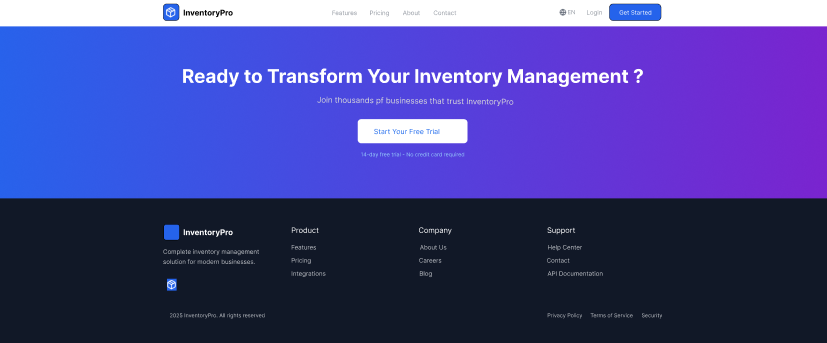 InventoryPro
Features Pricing About Contact
EN Login Get Started
Ready to Transform Your Inventory Management ?
Join thousands pf businesses that trust InventoryPro
Start Your Free Trial
14-day free trial - No credit card required
InventoryPro
Complete inventory management
solution for modern businesses.
Product
Features
Pricing
Integrations
Company
About Us
Careers
Blog
Support
Help Center
Contact
API Documentation
2025 InventoryPro. All rights reserved
Privacy Policy Terms of Service Security